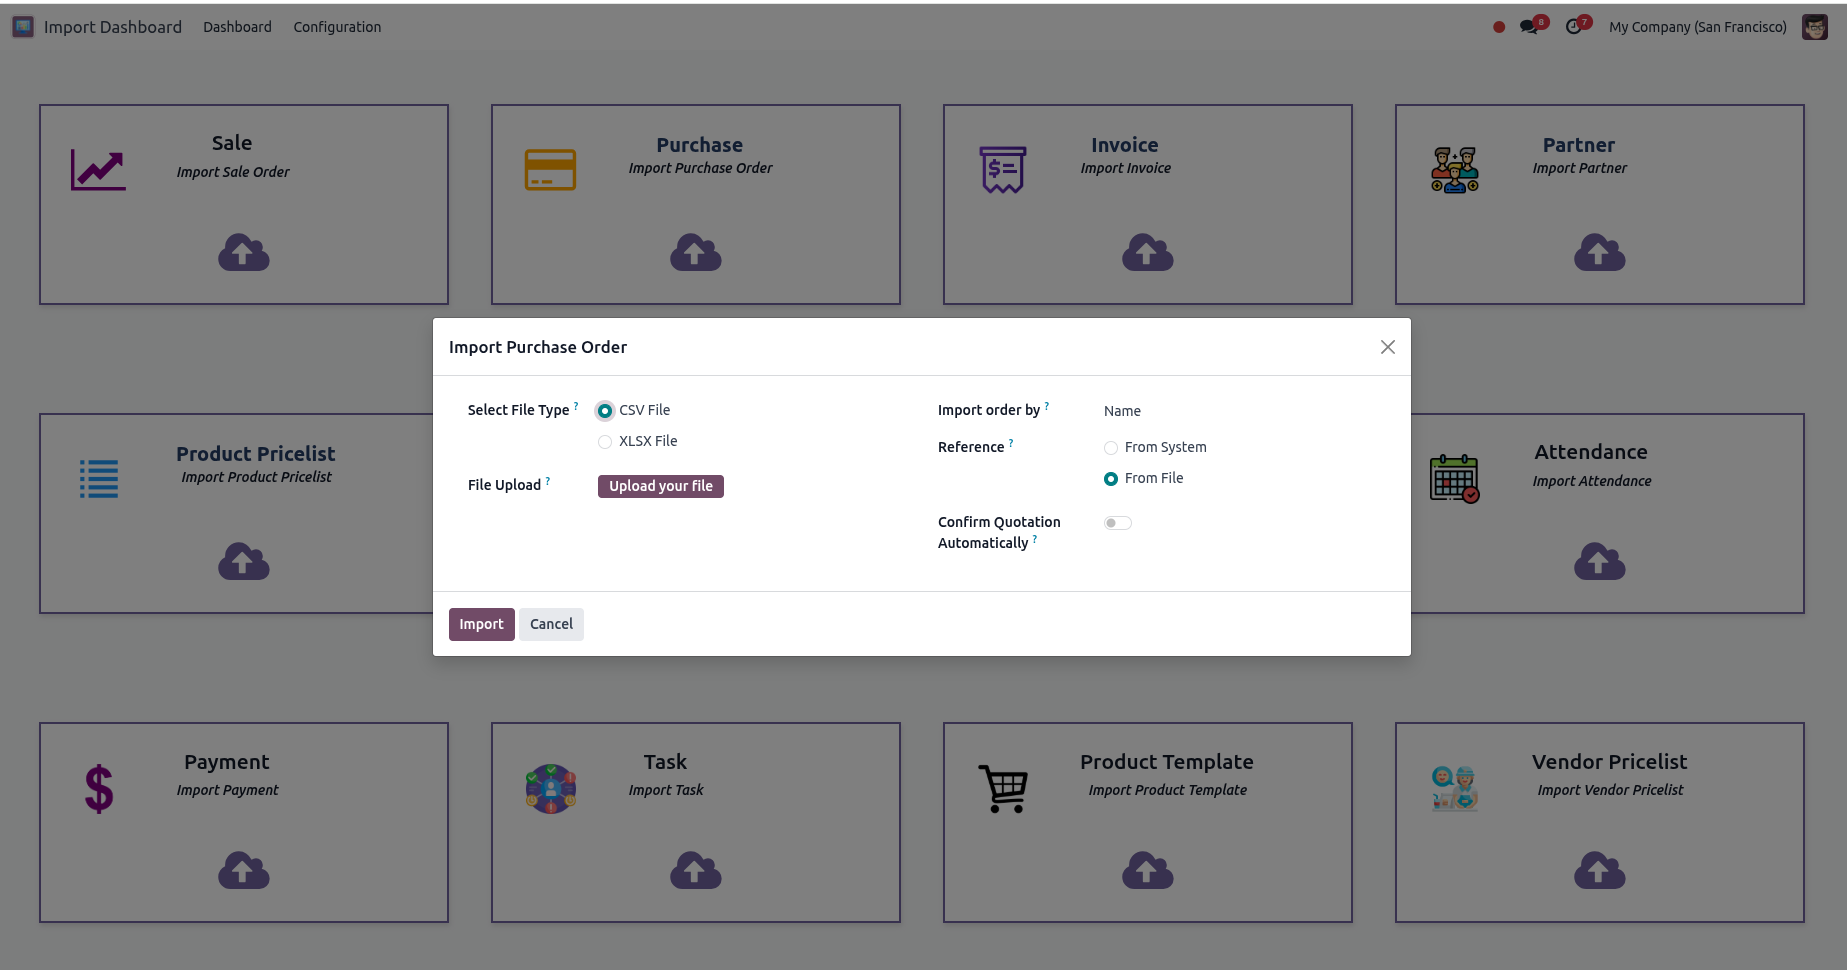 Import Dashboard Dashboard Configuration 8 7 My Company (San Francisco)
Sale
Import Sale Order
Purchase
Import Purchase Order
Invoice
Import Invoice
Partner
Import Partner
Import Purchase Order
Select File Type ?
CSV File
XLSX File
File Upload ?
Upload your file
Import order by ?
Name
Reference ?
From System
From File
Confirm Quotation
Automatically ?
Import Cancel
Product Pricelist
Import Product Pricelist
Attendance
Import Attendance
Payment
Import Payment
Task
Import Task
Product Template
Import Product Template
Vendor Pricelist
Import Vendor Pricelist